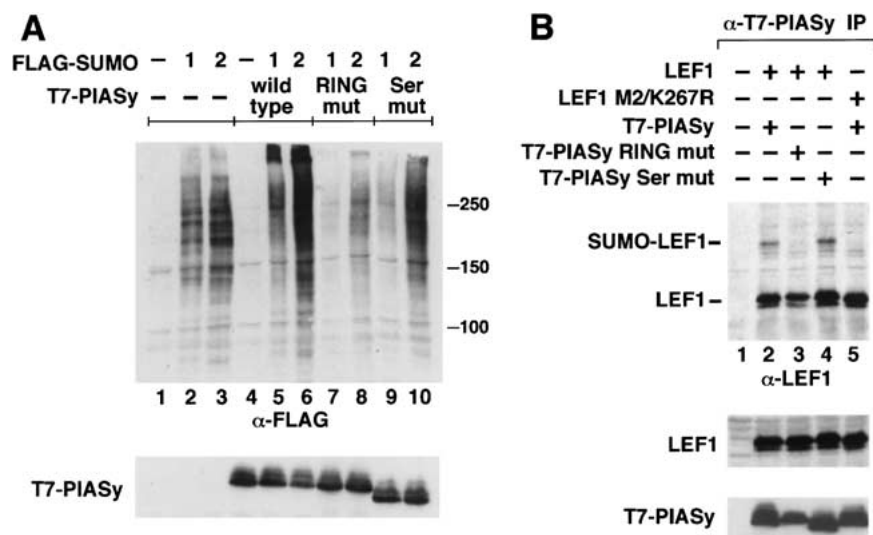 A
FLAG-SUMO – 1 2 – 1 2 1 2 1 2
T7-PIASy – – – wild type RING mut Ser mut
–250
–150
–100
1 2 3 4 5 6 7 8 9 10
α-FLAG
T7-PIASy
B
α-T7-PIASy IP
LEF1 – + + + –
LEF1 M2/K267R – – – – +
T7-PIASy – + – – +
T7-PIASy RING mut – – + – –
T7-PIASy Ser mut – – – + –
SUMO-LEF1 –
LEF1 –
1 2 3 4 5
α-LEF1
LEF1
T7-PIASy